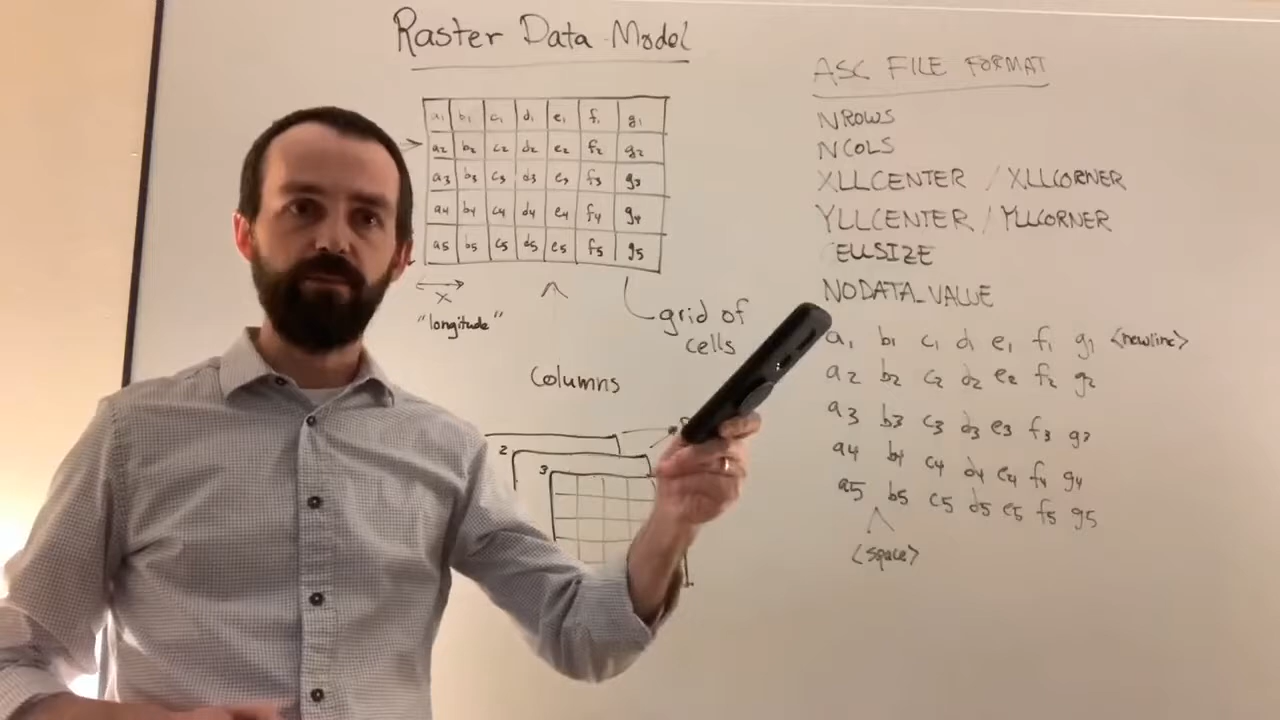 Raster Data Model
a1 b1 c1 d1 e1 f1 g1
a2 b2 c2 d2 e2 f2 g2
a3 b3 c3 d3 e3 f3 g3
a4 b4 c4 d4 e4 f4 g4
a5 b5 c5 d5 e5 f5 g5
X
"longitude"
grid of
cells
Columns
2
3
ASC FILE FORMAT
NROWS
NCOLS
XLLCENTER / XLLCORNER
YLLCENTER / YLLCORNER
CELLSIZE
NODATA_VALUE
a1 b1 c1 d1 e1 f1 g1 <newline>
a2 b2 c2 d2 e2 f2 g2
a3 b3 c3 d3 e3 f3 g3
a4 b4 c4 d4 e4 f4 g4
a5 b5 c5 d5 e5 f5 g5
<space>